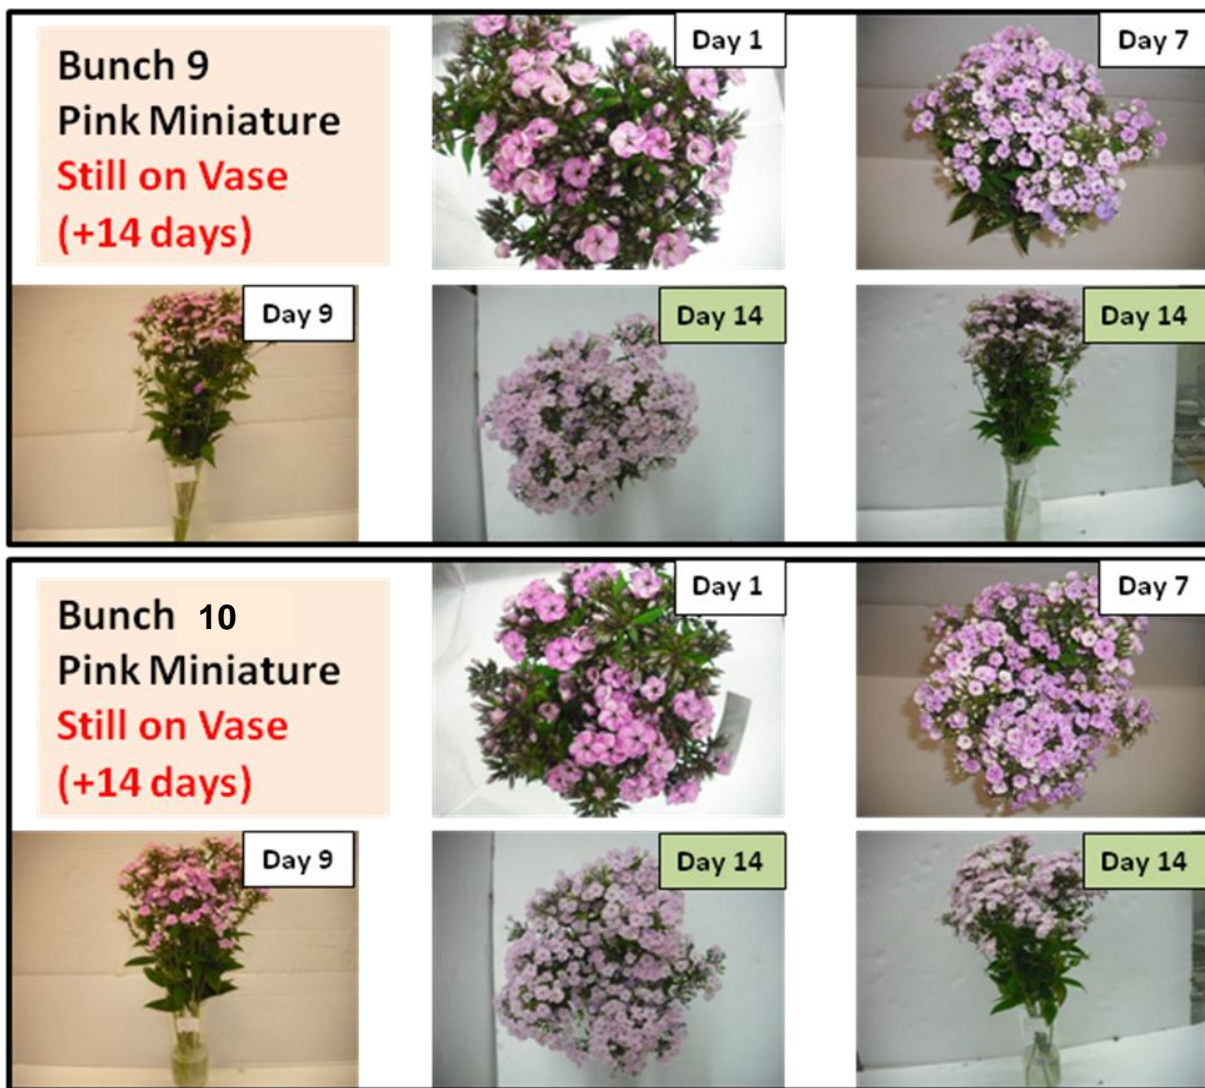 Bunch 9
Pink Miniature
Still on Vase
(+14 days)
Day 1
Day 7
Day 9
Day 14
Day 14
Bunch 10
Pink Miniature
Still on Vase
(+14 days)
Day 1
Day 7
Day 9
Day 14
Day 14